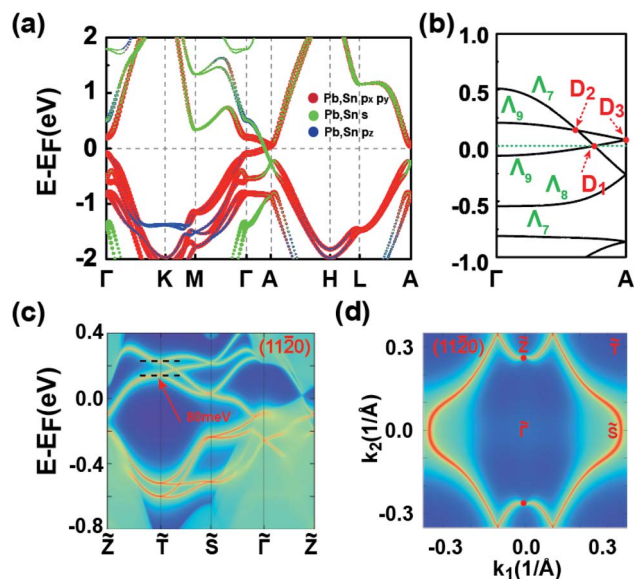 (a)
2
1
0
-1
-2
E-EF(eV)
Pb,Sn px py
Pb,Sn s
Pb,Sn pz
Γ K M Γ A H L A
(b)
1.0
0.5
0.0
-0.5
-1.0
Λ7
D2
D3
Λ9
Λ9
Λ8
D1
Λ7
Γ A
(c)
0.4
0.0
-0.4
-0.8
E-EF(eV)
(112̄0)
80meV
Z̃ T̃ S̃ Γ̃ Z̃
(d)
0.3
0.0
-0.3
k2(1/Å)
(112̄0)
Z̃
T̃
Γ̃
S̃
-0.3 0.0 0.3
k1(1/Å)